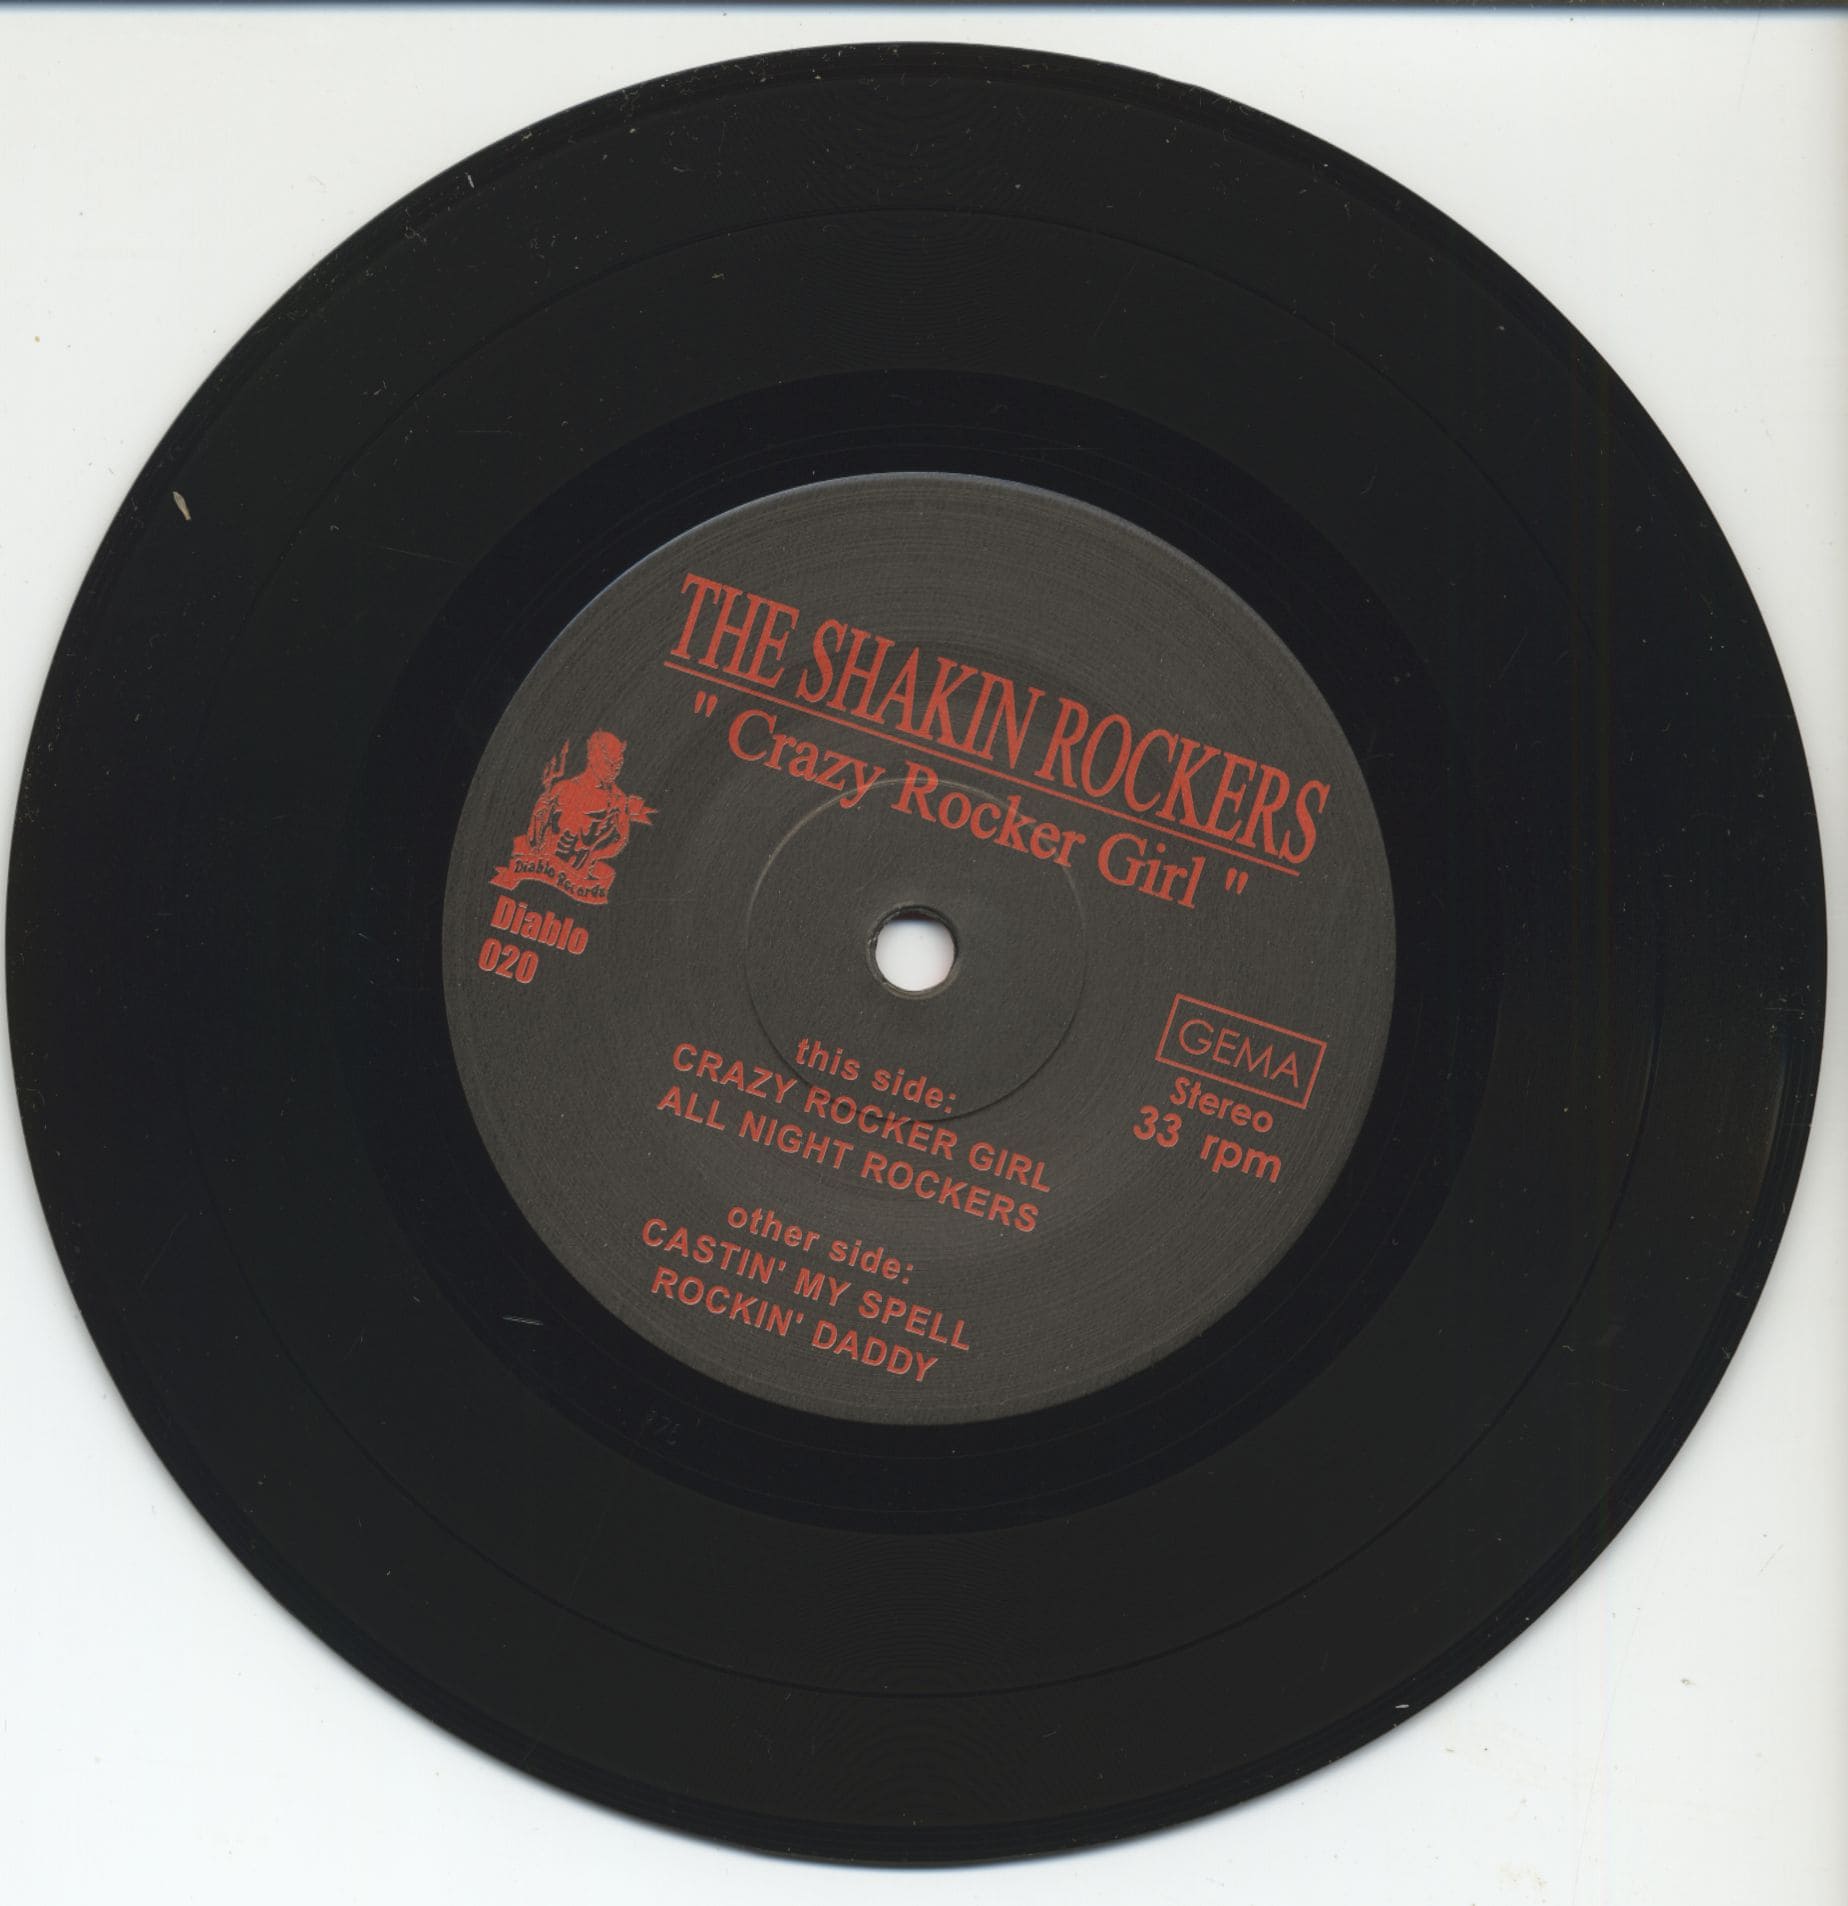 THE SHAKIN ROCKERS
" Crazy Rocker Girl "
Diablo Records
Diablo
020
GEMA
Stereo
33 rpm
this side:
CRAZY ROCKER GIRL
ALL NIGHT ROCKERS
other side:
CASTIN' MY SPELL
ROCKIN' DADDY